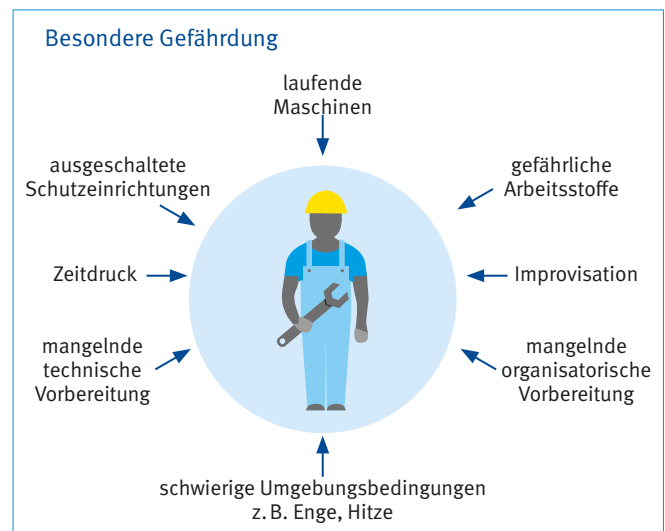 Besondere Gefährdung
laufende
Maschinen
ausgeschaltete
Schutzeinrichtungen
gefährliche
Arbeitsstoffe
Zeitdruck
Improvisation
mangelnde
technische
Vorbereitung
mangelnde
organisatorische
Vorbereitung
schwierige Umgebungsbedingungen
z. B. Enge, Hitze